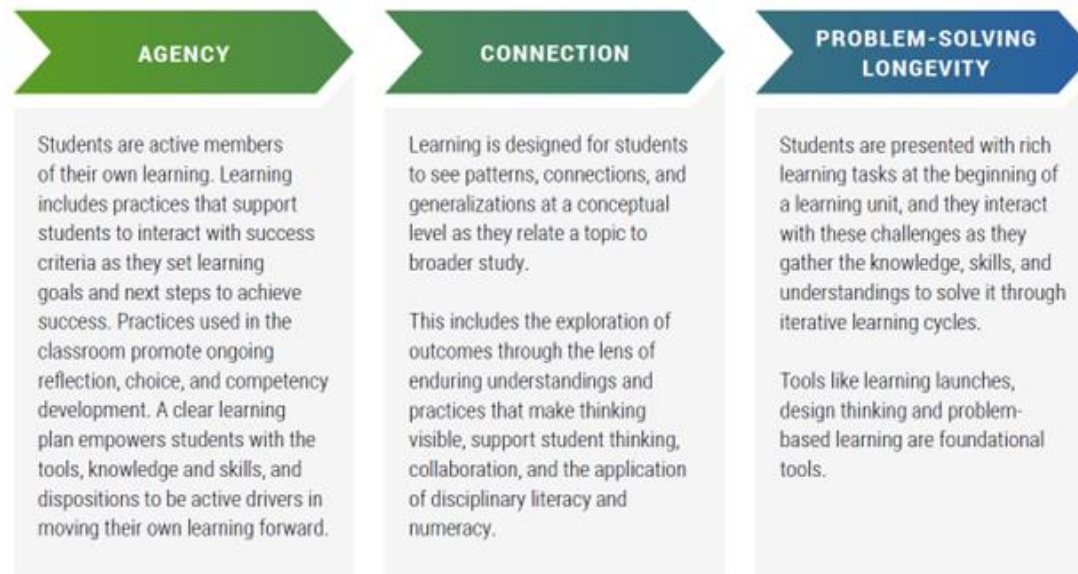 AGENCY
Students are active members
of their own learning. Learning
includes practices that support
students to interact with success
criteria as they set learning
goals and next steps to achieve
success. Practices used in the
classroom promote ongoing
reflection, choice, and competency
development. A clear learning
plan empowers students with the
tools, knowledge and skills, and
dispositions to be active drivers in
moving their own learning forward.
CONNECTION
Learning is designed for students
to see patterns, connections, and
generalizations at a conceptual
level as they relate a topic to
broader study.
This includes the exploration of
outcomes through the lens of
enduring understandings and
practices that make thinking
visible, support student thinking,
collaboration, and the application
of disciplinary literacy and
numeracy.
PROBLEM-SOLVING
LONGEVITY
Students are presented with rich
learning tasks at the beginning of
a learning unit, and they interact
with these challenges as they
gather the knowledge, skills, and
understandings to solve it through
iterative learning cycles.
Tools like learning launches,
design thinking and problem-
based learning are foundational
tools.